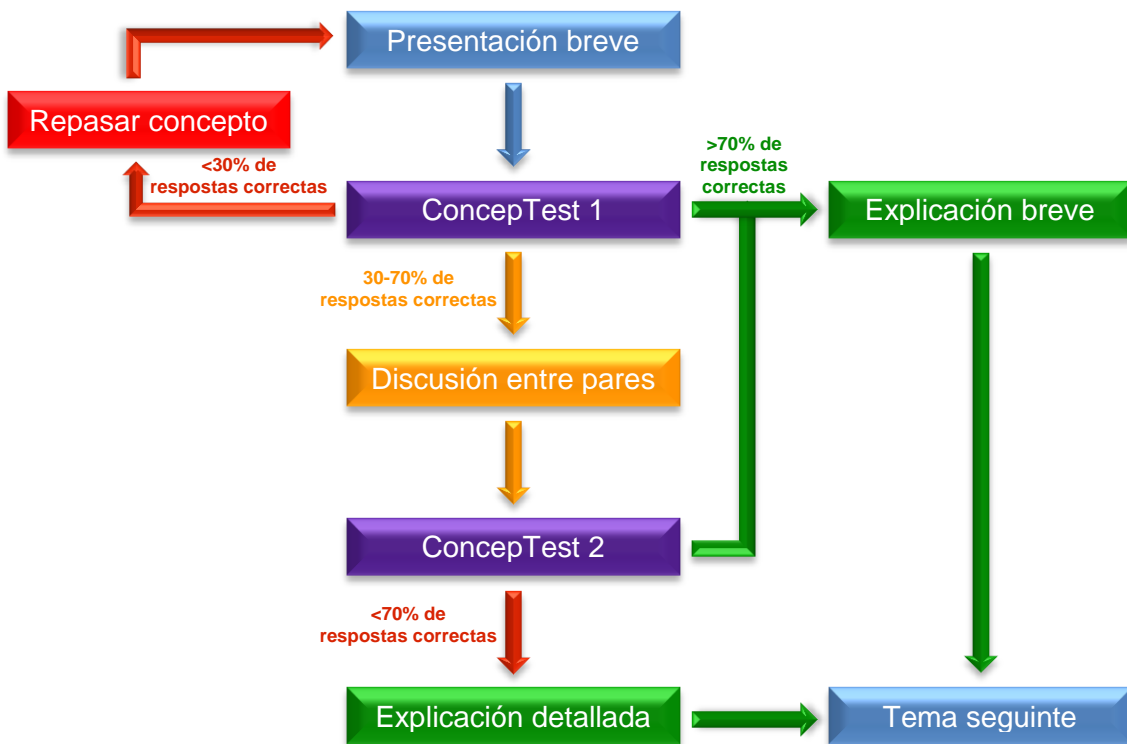 Presentación breve
Repasar concepto
<30% de
respostas correctas
>70% de
respostas
correctas
ConcepTest 1
Explicación breve
30-70% de
respostas correctas
Discusión entre pares
ConcepTest 2
<70% de
respostas correctas
Explicación detallada
Tema seguinte